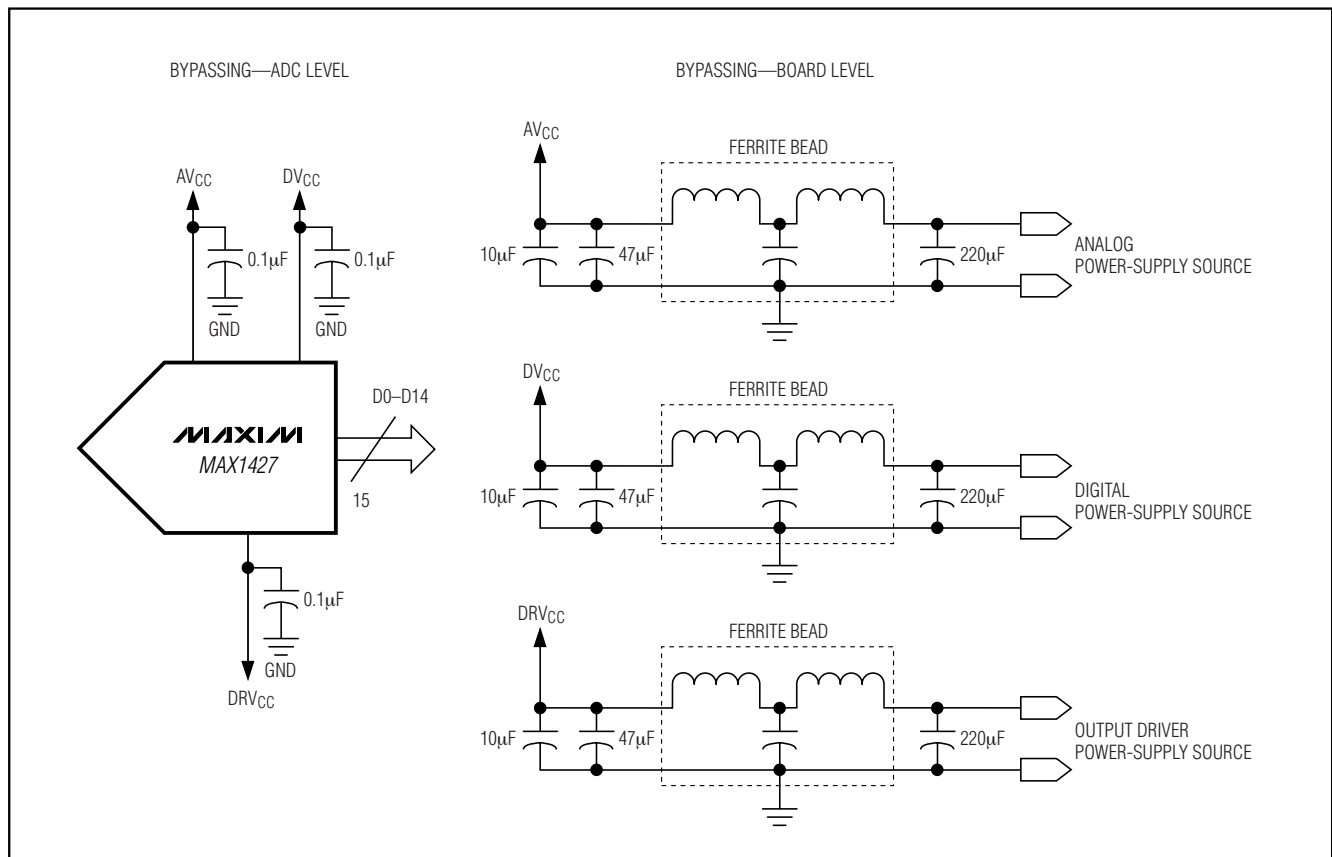 BYPASSING—ADC LEVEL
BYPASSING—BOARD LEVEL
AVCC
DVCC
0.1µF
0.1µF
GND
GND
D0–D14
MAXIM
MAX1427
15
0.1µF
GND
DRVCC
AVCC
FERRITE BEAD
10µF
47µF
220µF
ANALOG
POWER-SUPPLY SOURCE
DVCC
FERRITE BEAD
10µF
47µF
220µF
DIGITAL
POWER-SUPPLY SOURCE
DRVCC
FERRITE BEAD
10µF
47µF
220µF
OUTPUT DRIVER
POWER-SUPPLY SOURCE